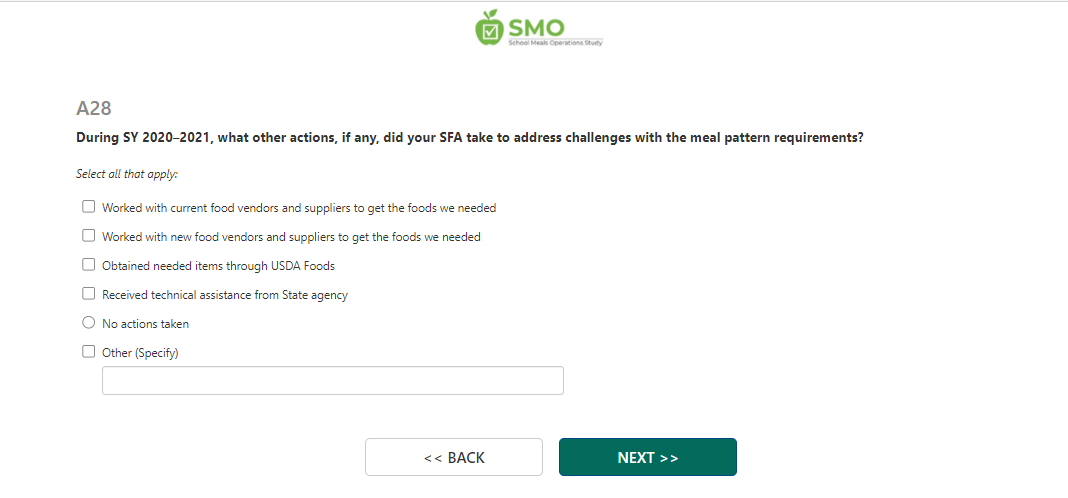 SMO
School Meals Operations Study
A28
During SY 2020–2021, what other actions, if any, did your SFA take to address challenges with the meal pattern requirements?
Select all that apply:
Worked with current food vendors and suppliers to get the foods we needed
Worked with new food vendors and suppliers to get the foods we needed
Obtained needed items through USDA Foods
Received technical assistance from State agency
No actions taken
Other (Specify)
<< BACK
NEXT >>